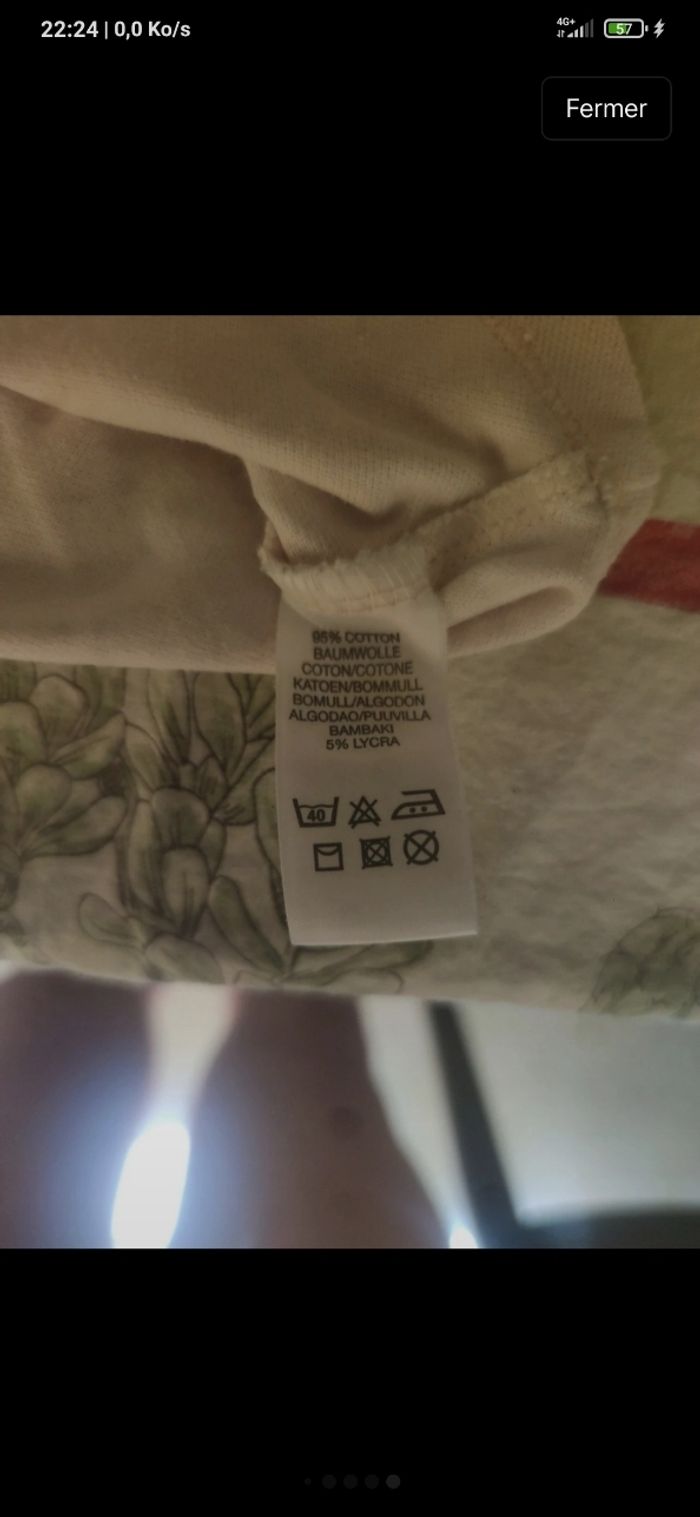 22:24 | 0,0 Ko/s
4G+
57
Fermer
95% COTTON
BAUMWOLLE
COTON/COTONE
KATOEN/BOMMULL
BOMULL/ALGODON
ALGODAO/PUUVILLA
BAMBAKI
5% LYCRA
40